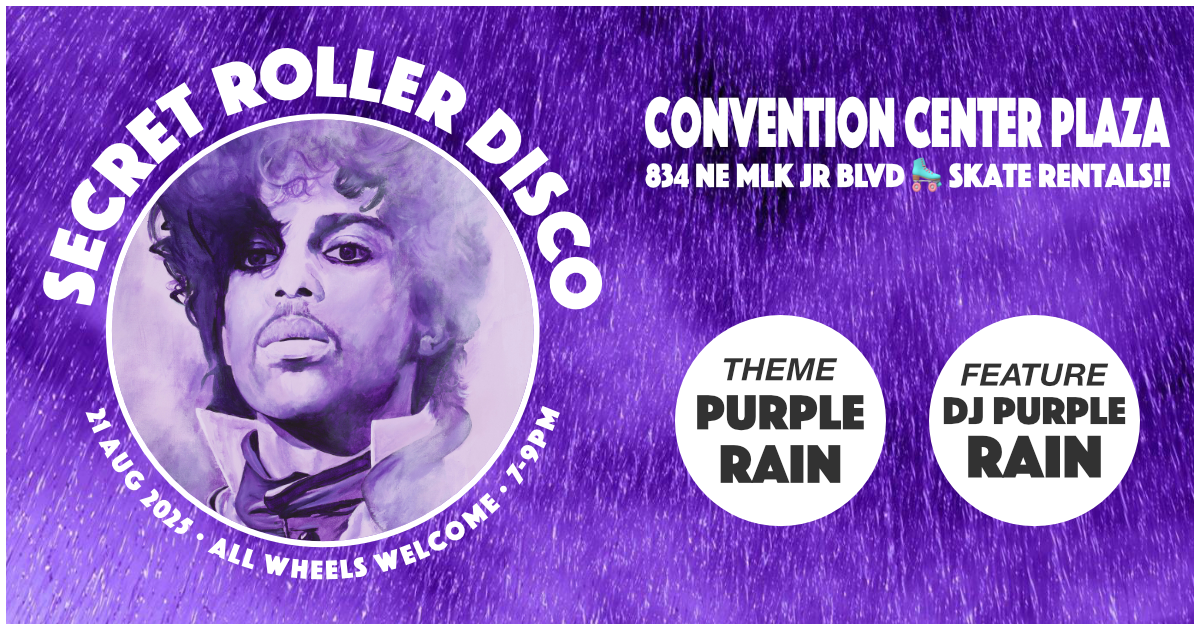 SECRET ROLLER DISCO
21 AUG 2025 • ALL WHEELS WELCOME • 7-9PM
CONVENTION CENTER PLAZA
834 NE MLK JR BLVD 🛼 SKATE RENTALS!!
THEME
PURPLE
RAIN
FEATURE
DJ PURPLE
RAIN